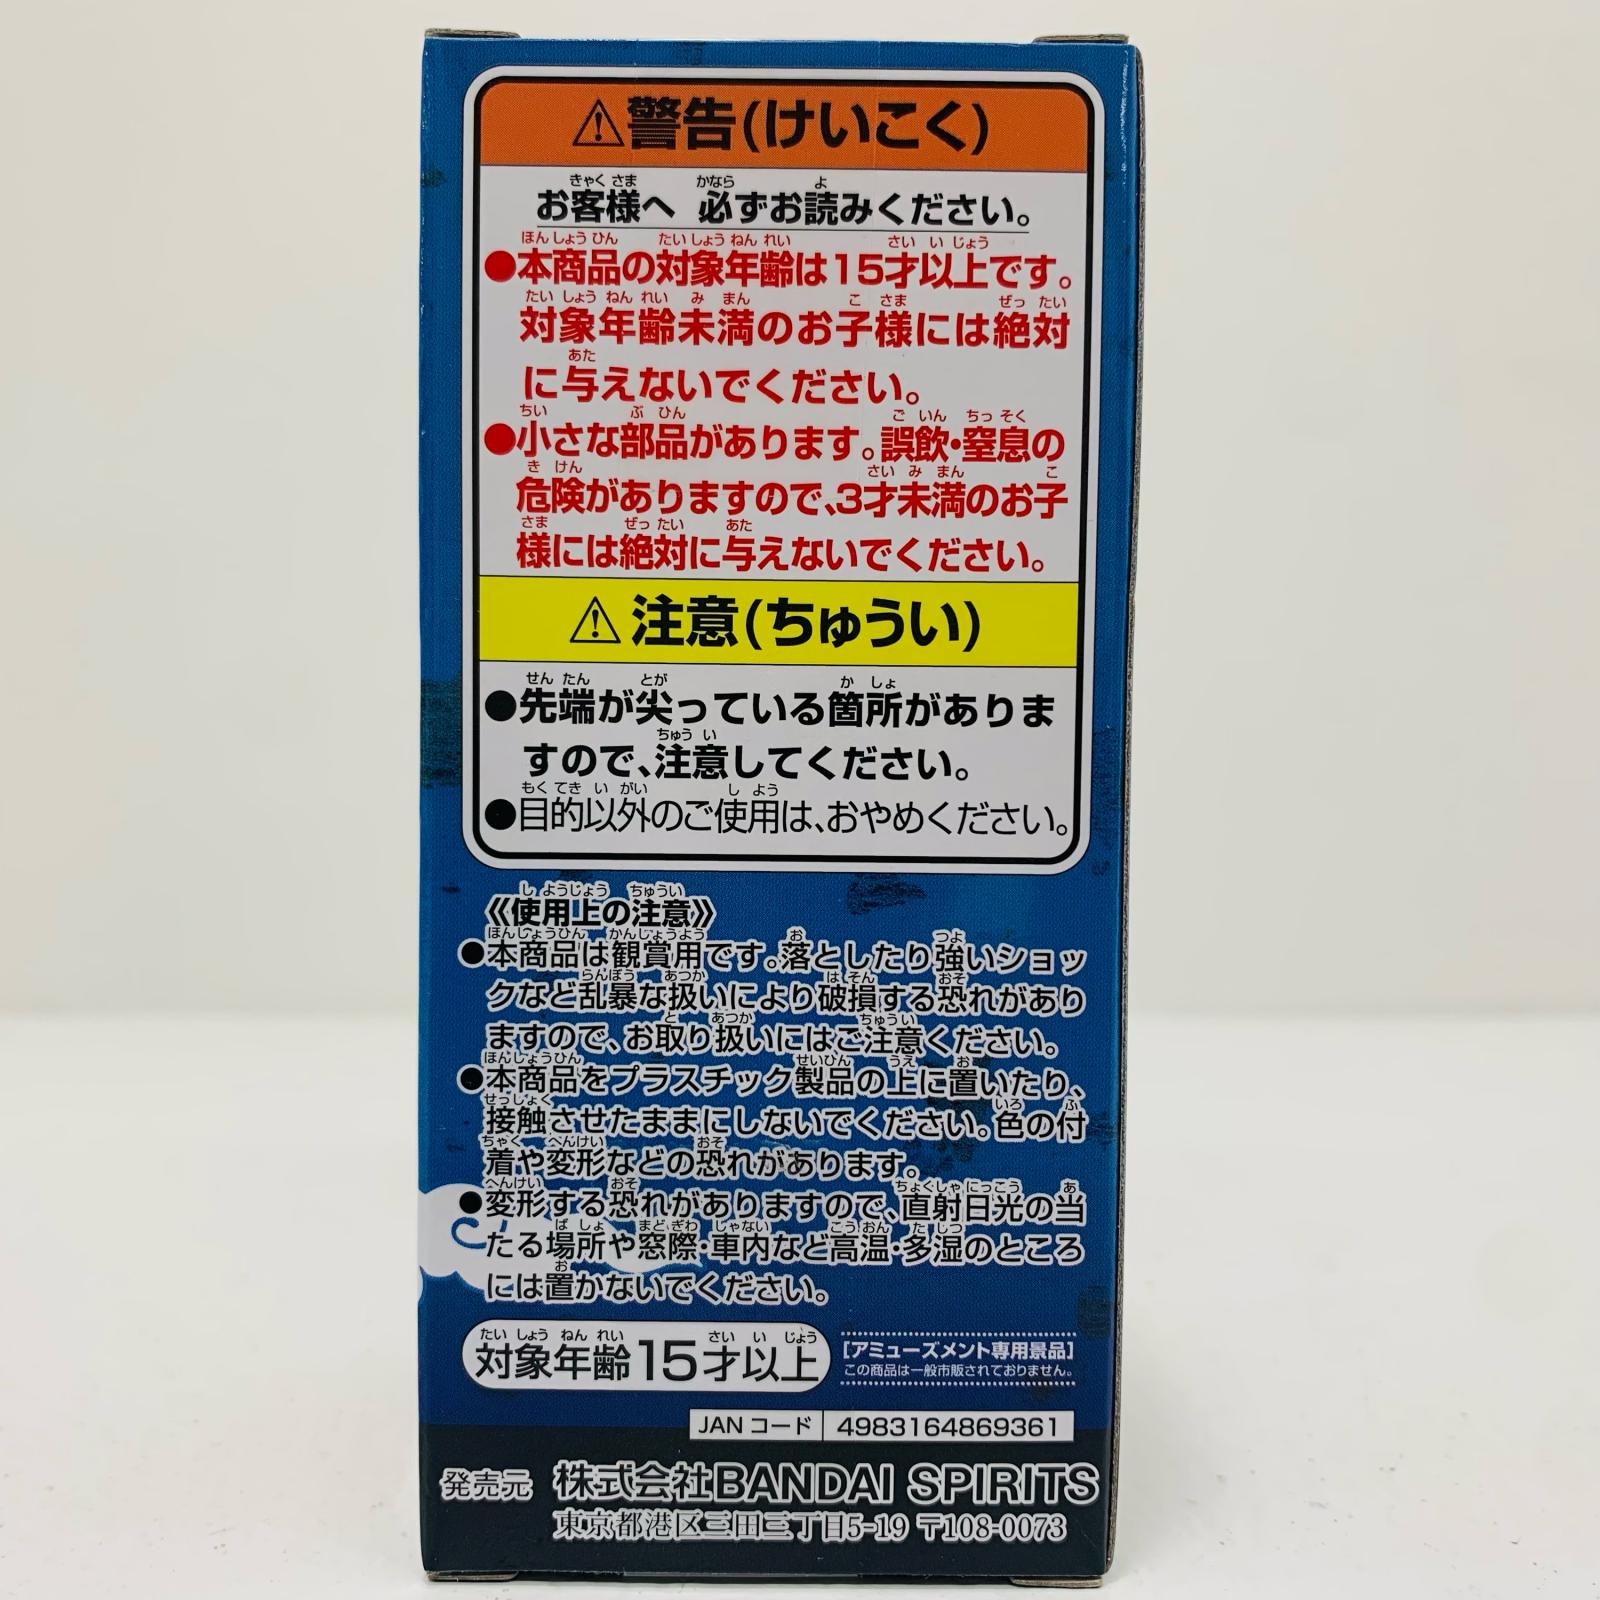 ⚠警告(けいこく)
お客様へ 必ずお読みください。
●本商品の対象年齢は15才以上です。
対象年齢未満のお子様には絶対
に与えないでください。
●小さな部品があります。誤飲・窒息の
危険がありますので、3才未満のお子
様には絶対に与えないでください。
⚠注意(ちゅうい)
●先端が尖っている箇所がありま
すので、注意してください。
●目的以外のご使用は、おやめください。
《使用上の注意》
●本商品は観賞用です。落としたり強いショッ
クなど乱暴な扱いにより破損する恐れがあり
ますので、お取り扱いにはご注意ください。
●本商品をプラスチック製品の上に置いたり、
接触させたままにしないでください。色の付
着や変形などの恐れがあります。
●変形する恐れがありますので、直射日光の当
たる場所や窓際・車内など高温・多湿のところ
には置かないでください。
対象年齢15才以上
[アミューズメント専用景品]
この商品は一般市販されておりません。
JANコード 4983164869361
発売元 株式会社BANDAI SPIRITS
東京都港区三田三丁目5-19 〒108-0073